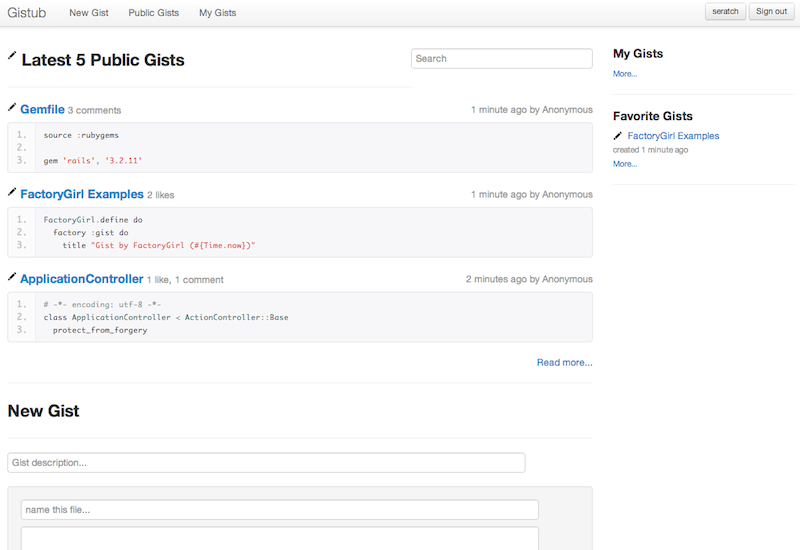 Gistub New Gist Public Gists My Gists seratch Sign out
Latest 5 Public Gists
Search
Gemfile 3 comments 1 minute ago by Anonymous
1. source :rubygems
2.
3. gem 'rails', '3.2.11'
FactoryGirl Examples 2 likes 1 minute ago by Anonymous
1. FactoryGirl.define do
2. factory :gist do
3. title "Gist by FactoryGirl (#{Time.now})"
ApplicationController 1 like, 1 comment 2 minutes ago by Anonymous
1. # -*- encoding: utf-8 -*-
2. class ApplicationController < ActionController::Base
3. protect_from_forgery
Read more...
New Gist
Gist description...
name this file...
My Gists
More...
Favorite Gists
FactoryGirl Examples
created 1 minute ago
More...